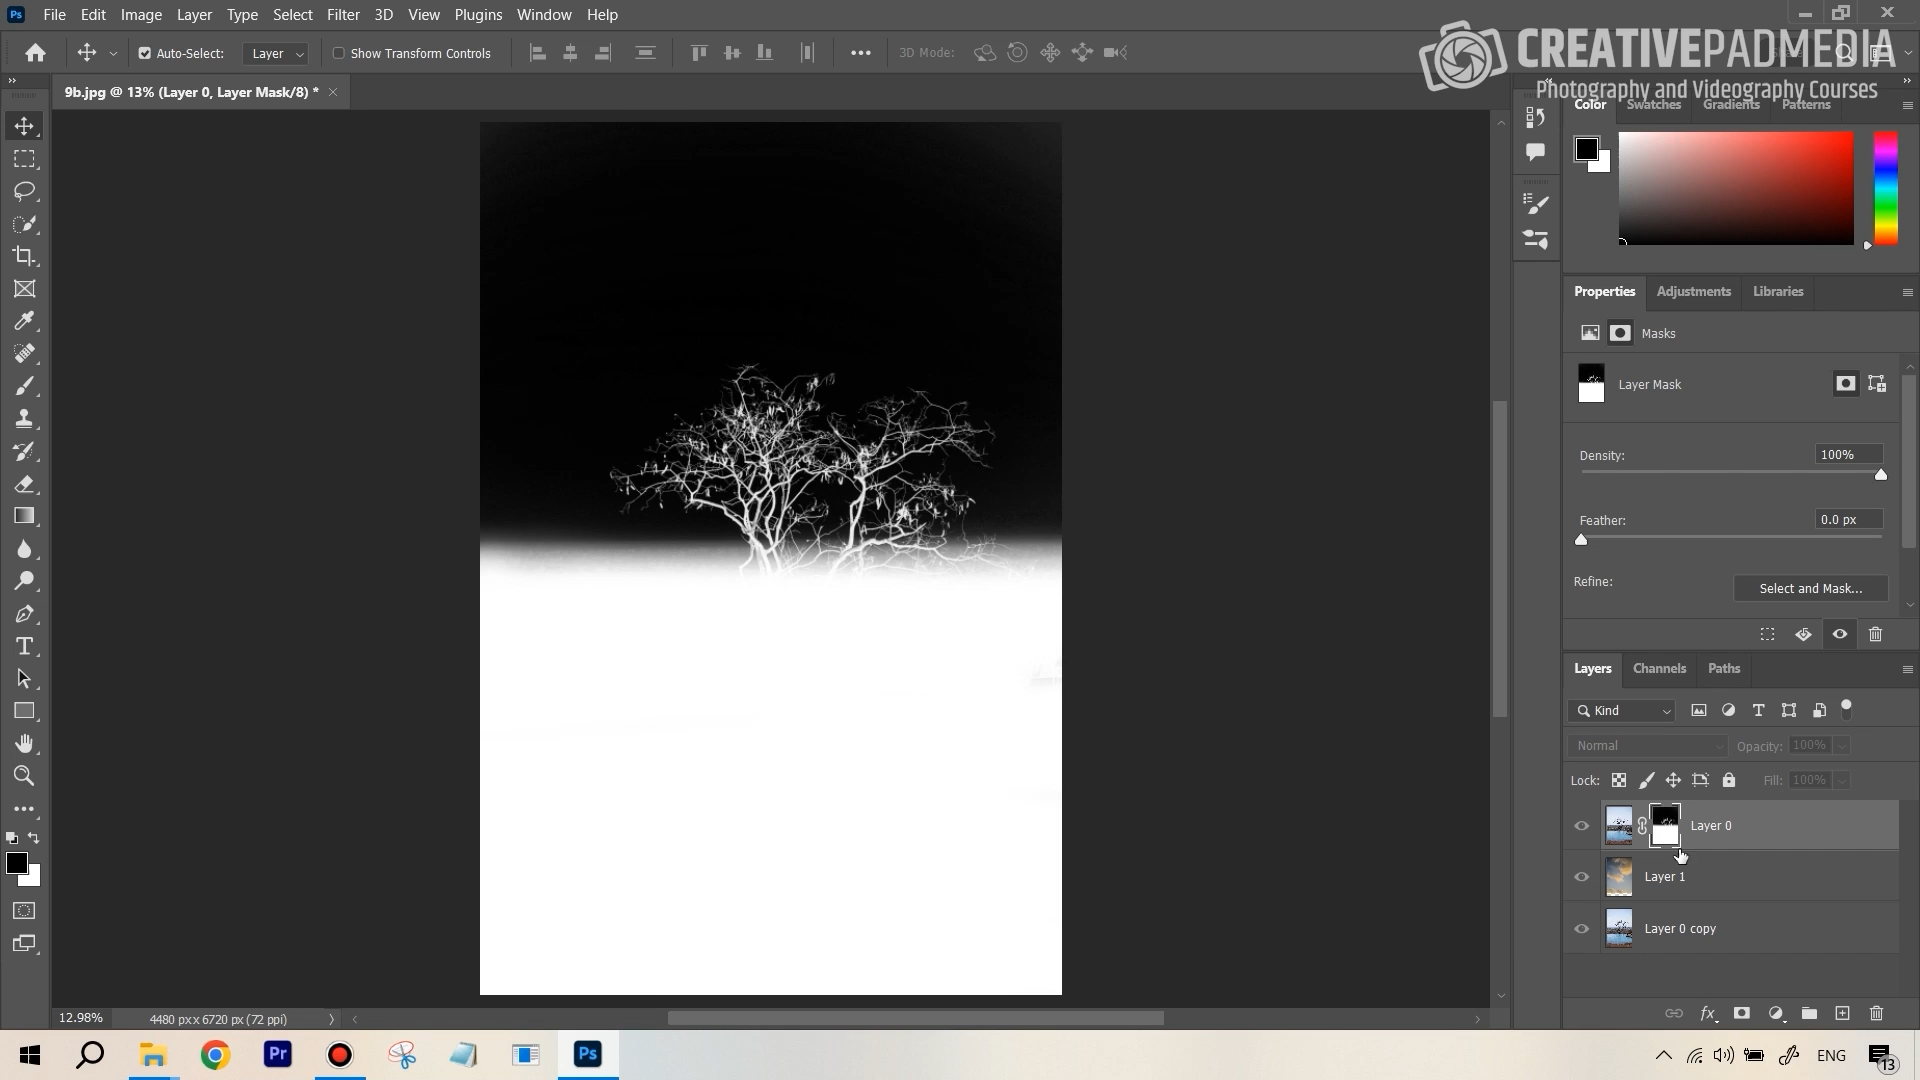 File Edit Image Layer Type Select Filter 3D View Plugins Window Help
Auto-Select: Layer Show Transform Controls 3D Mode:
CREATIVEPADMEDIA
Photography and Videography Courses
9b.jpg @ 13% (Layer 0, Layer Mask/8) *
Color Swatches Gradients Patterns
Properties Adjustments Libraries
Masks
Layer Mask
Density: 100%
Feather: 0.0 px
Refine: Select and Mask...
Layers Channels Paths
Kind
Normal Opacity: 100%
Lock: Fill: 100%
Layer 0
Layer 1
Layer 0 copy
12.98% 4480 px x 6720 px (72 ppi)
Pr Ps ENG 13